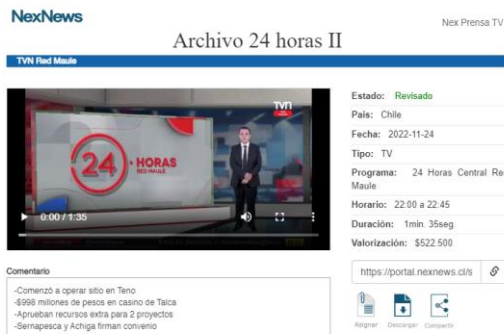 NexNews
Nex Prensa TV
Archivo 24 horas II
TVN Red Maule
TVN
24 HORAS
RED MAULE
0:00 / 1:35
Estado: Revisado
Pais: Chile
Fecha: 2022-11-24
Tipo: TV
Programa: 24 Horas Central Re
Maule
Horario: 22:00 a 22:45
Duración: 1min. 35seg.
Valorización: $522.500
https://portal.nexnews.cl/s
Asignar Descargar Compartir
Comentario
-Comenzó a operar sitio en Teno
-$998 millones de pesos en casino de Talca
-Aprueban recursos extra para 2 proyectos
-Sernapesca y Achiga firman convenio